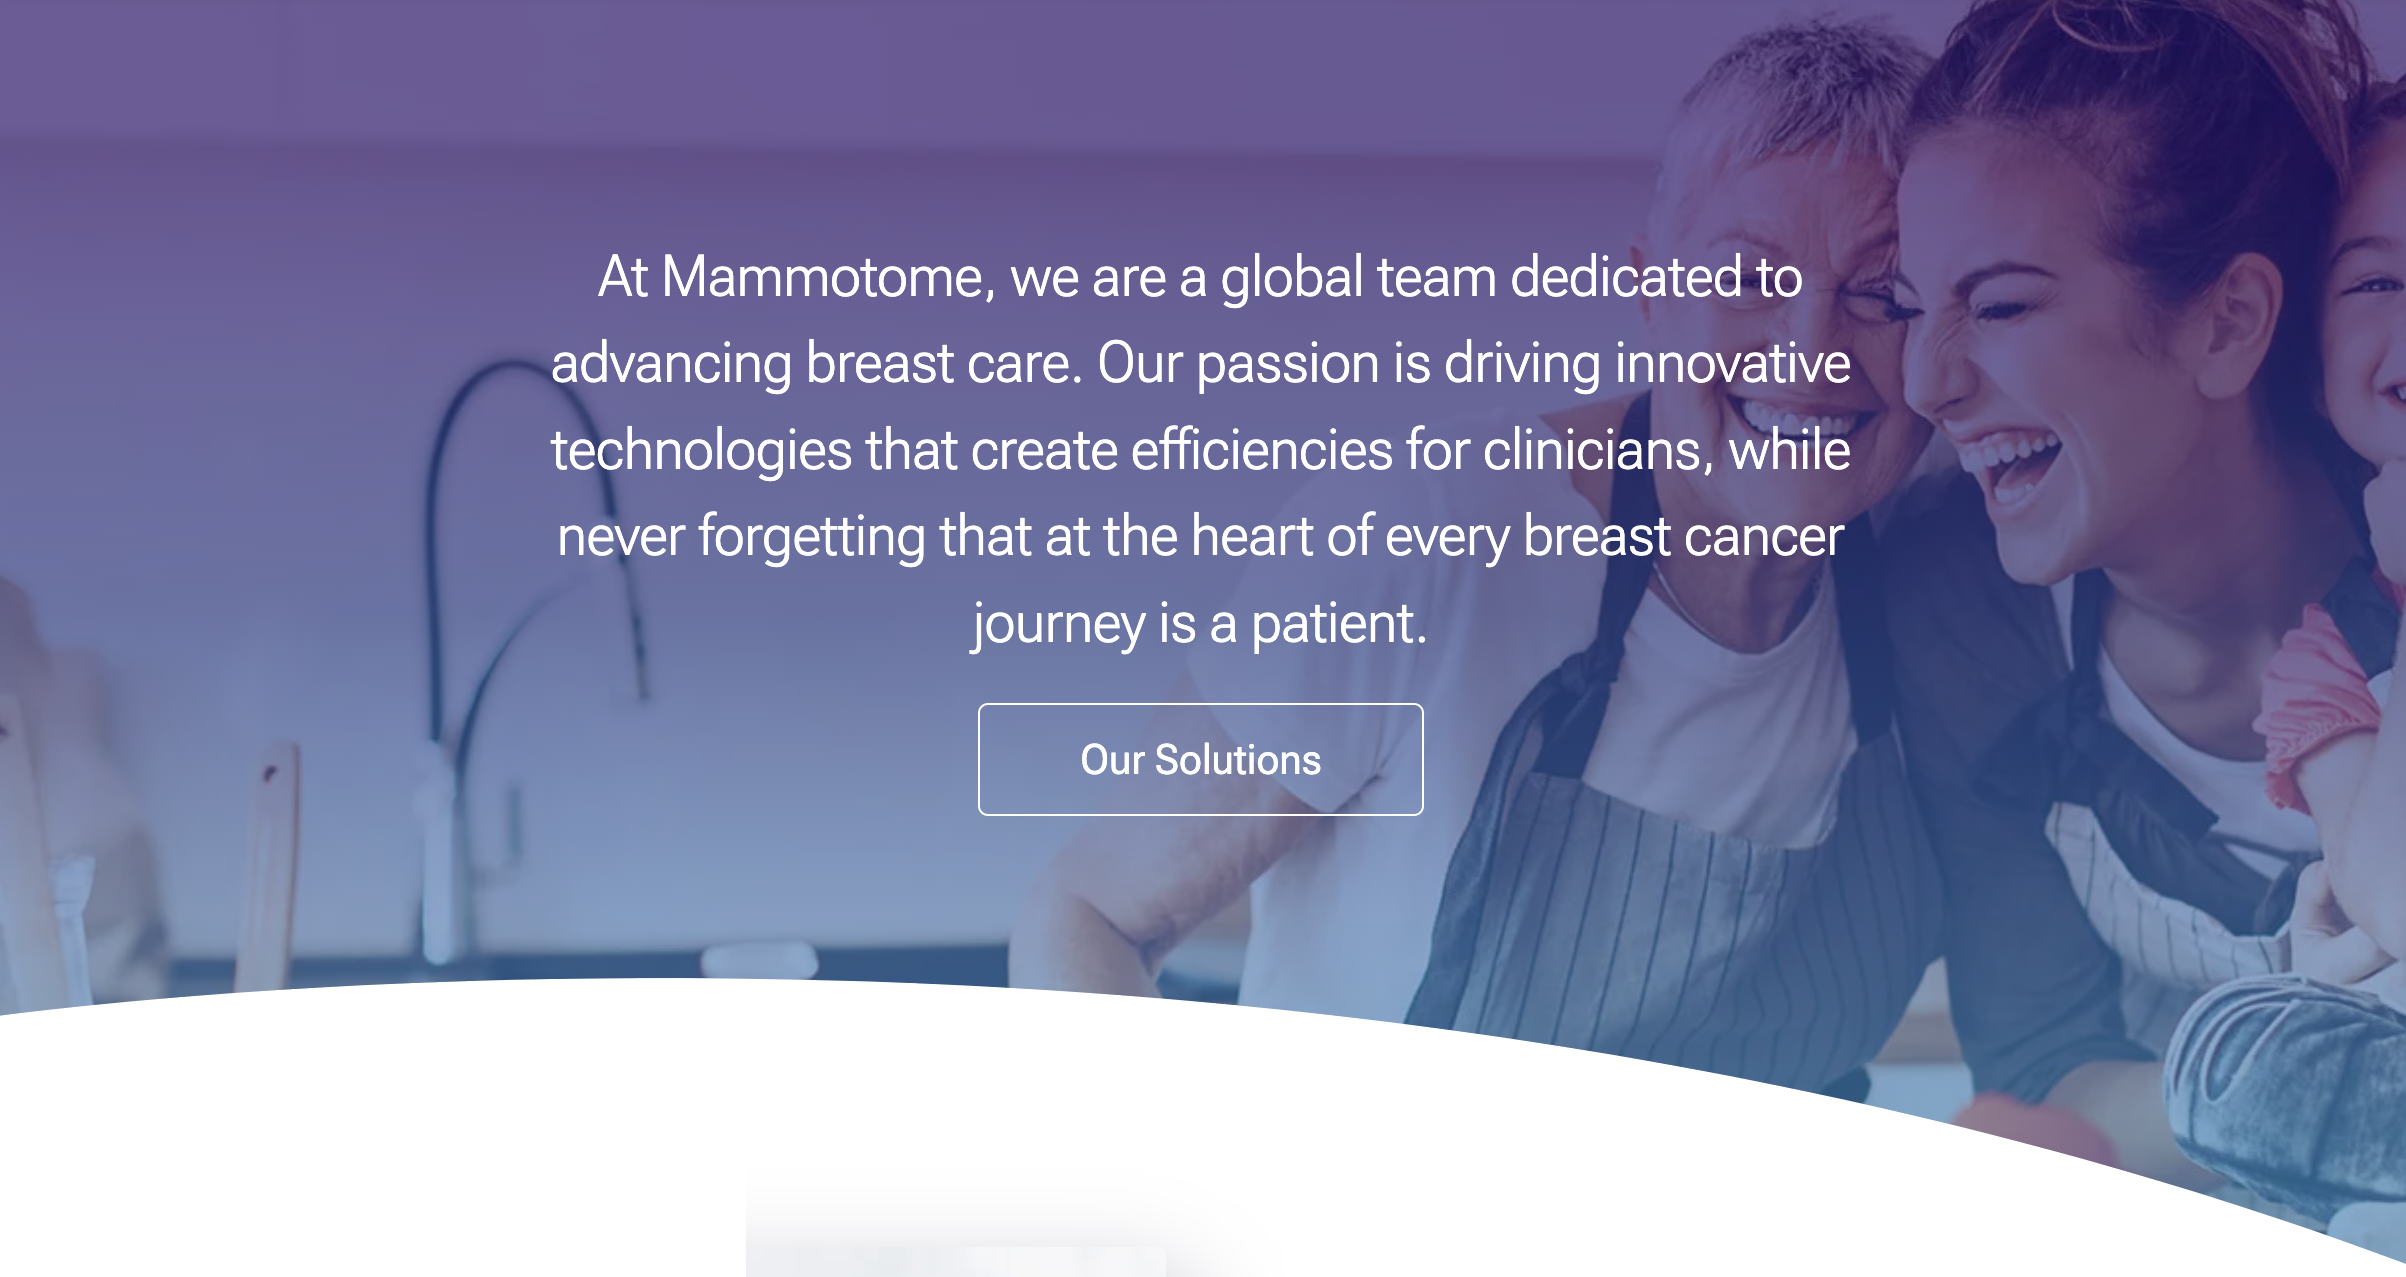 At Mammotome, we are a global team dedicated to
advancing breast care. Our passion is driving innovative
technologies that create efficiencies for clinicians, while
never forgetting that at the heart of every breast cancer
journey is a patient.
Our Solutions